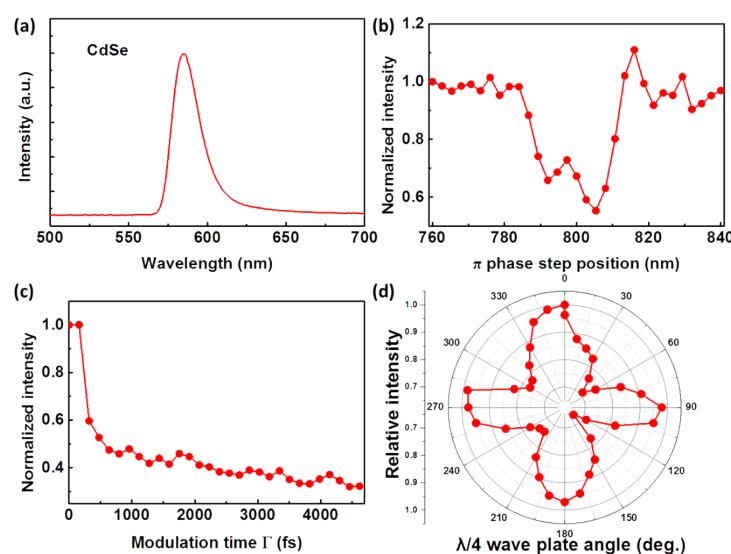 (a)
CdSe
Intensity (a.u.)
500 550 600 650 700
Wavelength (nm)
(b)
Normalized intensity
1.2
1.0
0.8
0.6
760 780 800 820 840
π phase step position (nm)
(c)
Normalized intensity
1.0
0.8
0.6
0.4
0 1000 2000 3000 4000
Modulation time Γ (fs)
(d)
Relative intensity
1.0
1.0
0.9
0.8
0.7
0.7
0.8
0.9
1.0
1.0
0
30
60
90
120
150
180
210
240
270
300
330
λ/4 wave plate angle (deg.)